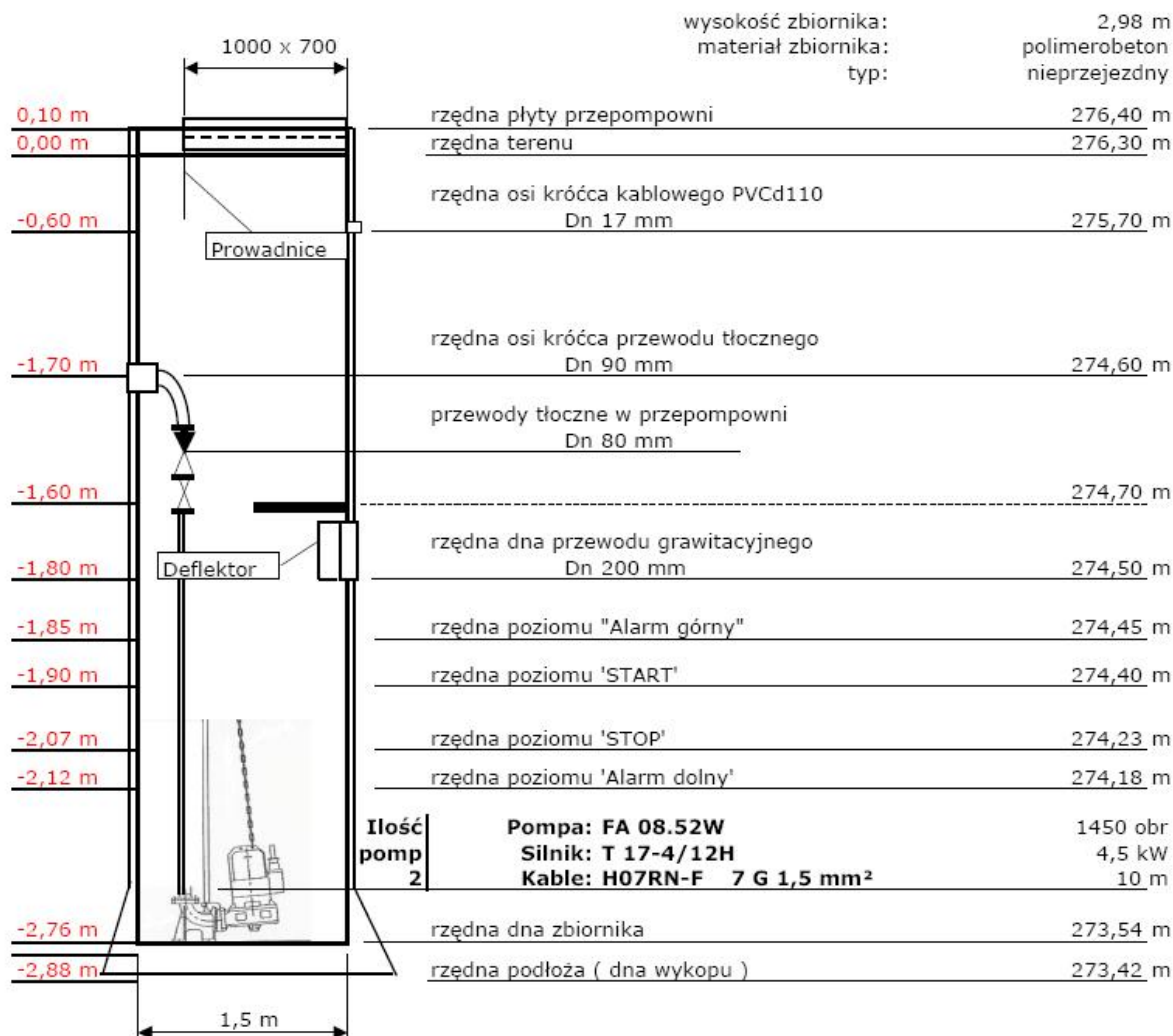 wysokość zbiornika: 2,98 m
materiał zbiornika: polimerobeton
typ: nieprzejezdny
1000 x 700
0,10 m rzędna płyty przepompowni 276,40 m
0,00 m rzędna terenu 276,30 m
rzędna osi króćca kablowego PVCd110
-0,60 m Dn 17 mm 275,70 m
Prowadnice
rzędna osi króćca przewodu tłocznego
-1,70 m Dn 90 mm 274,60 m
przewody tłoczne w przepompowni
Dn 80 mm
-1,60 m 274,70 m
rzędna dna przewodu grawitacyjnego
Deflektor
-1,80 m Dn 200 mm 274,50 m
-1,85 m rzędna poziomu "Alarm górny" 274,45 m
-1,90 m rzędna poziomu 'START' 274,40 m
-2,07 m rzędna poziomu 'STOP' 274,23 m
-2,12 m rzędna poziomu 'Alarm dolny' 274,18 m
Ilość Pompa: FA 08.52W 1450 obr
pomp Silnik: T 17-4/12H 4,5 kW
2 Kable: H07RN-F 7 G 1,5 mm² 10 m
-2,76 m rzędna dna zbiornika 273,54 m
-2,88 m rzędna podłoża ( dna wykopu ) 273,42 m
1,5 m